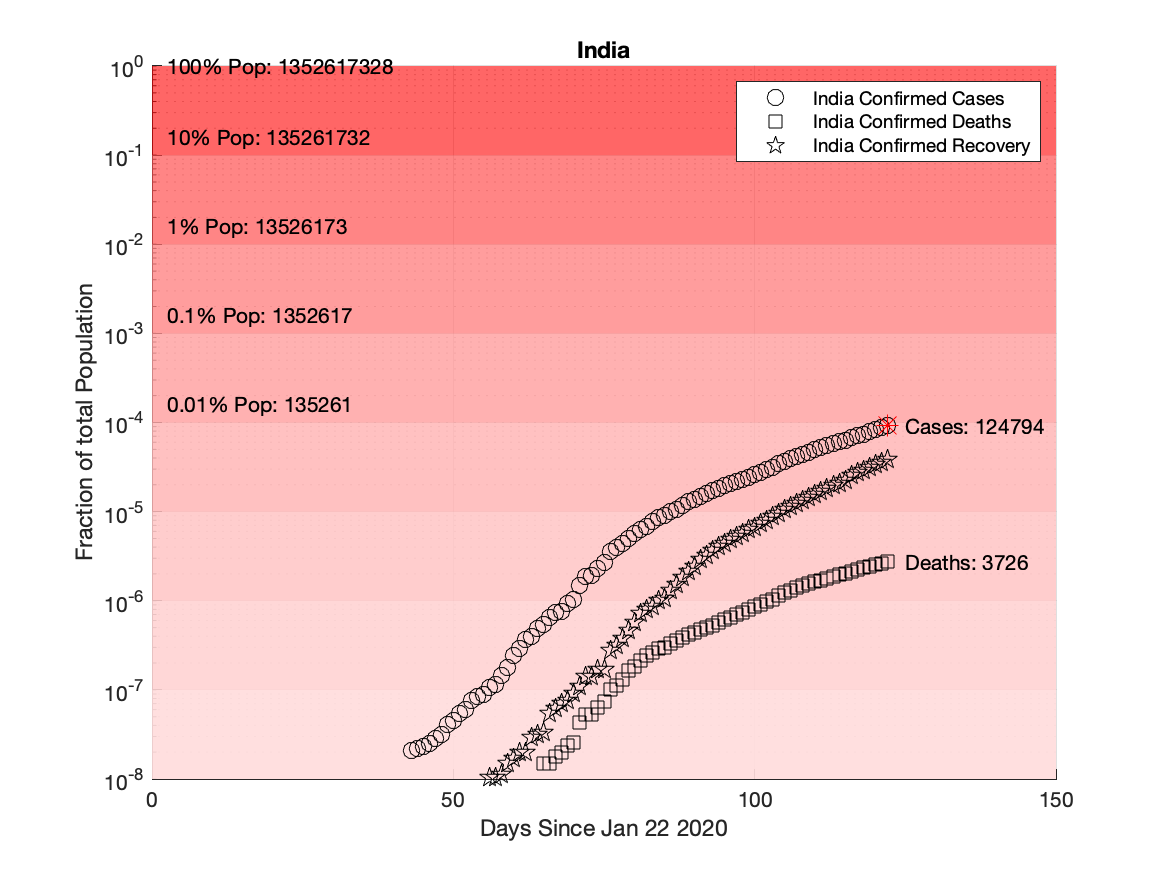 India
10^0
100% Pop: 1352617328
India Confirmed Cases
India Confirmed Deaths
India Confirmed Recovery
10% Pop: 135261732
10^-1
1% Pop: 13526173
10^-2
0.1% Pop: 1352617
10^-3
0.01% Pop: 135261
10^-4
Cases: 124794
10^-5
Deaths: 3726
10^-6
10^-7
10^-8
Fraction of total Population
0 50 100 150
Days Since Jan 22 2020